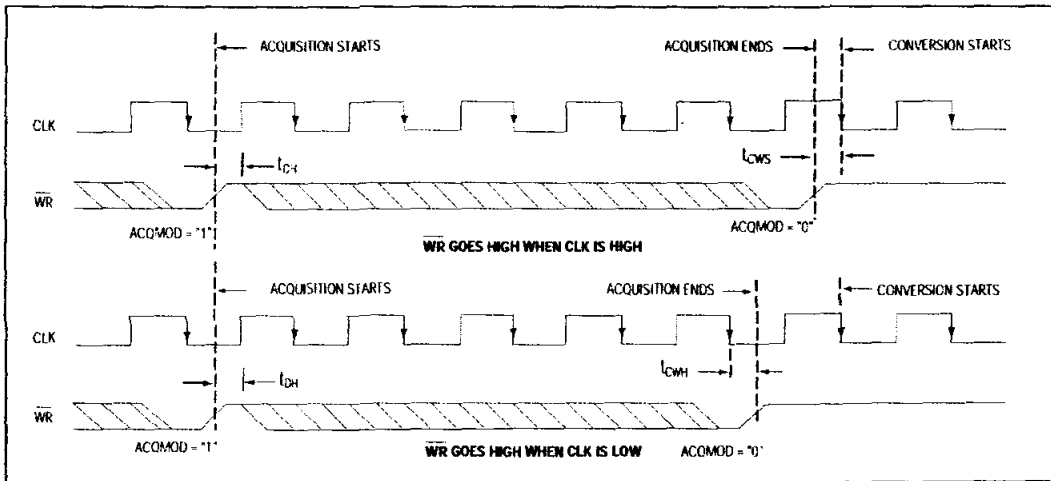 ACQUISITION STARTS
ACQUISITION ENDS
CONVERSION STARTS
CLK
tCWS
tDH
WR
ACQMOD = "1"
ACQMOD = "0"
WR GOES HIGH WHEN CLK IS HIGH
ACQUISITION STARTS
ACQUISITION ENDS
CONVERSION STARTS
CLK
tDH
tCWH
WR
ACQMOD = "1"
WR GOES HIGH WHEN CLK IS LOW
ACQMOD = "0"